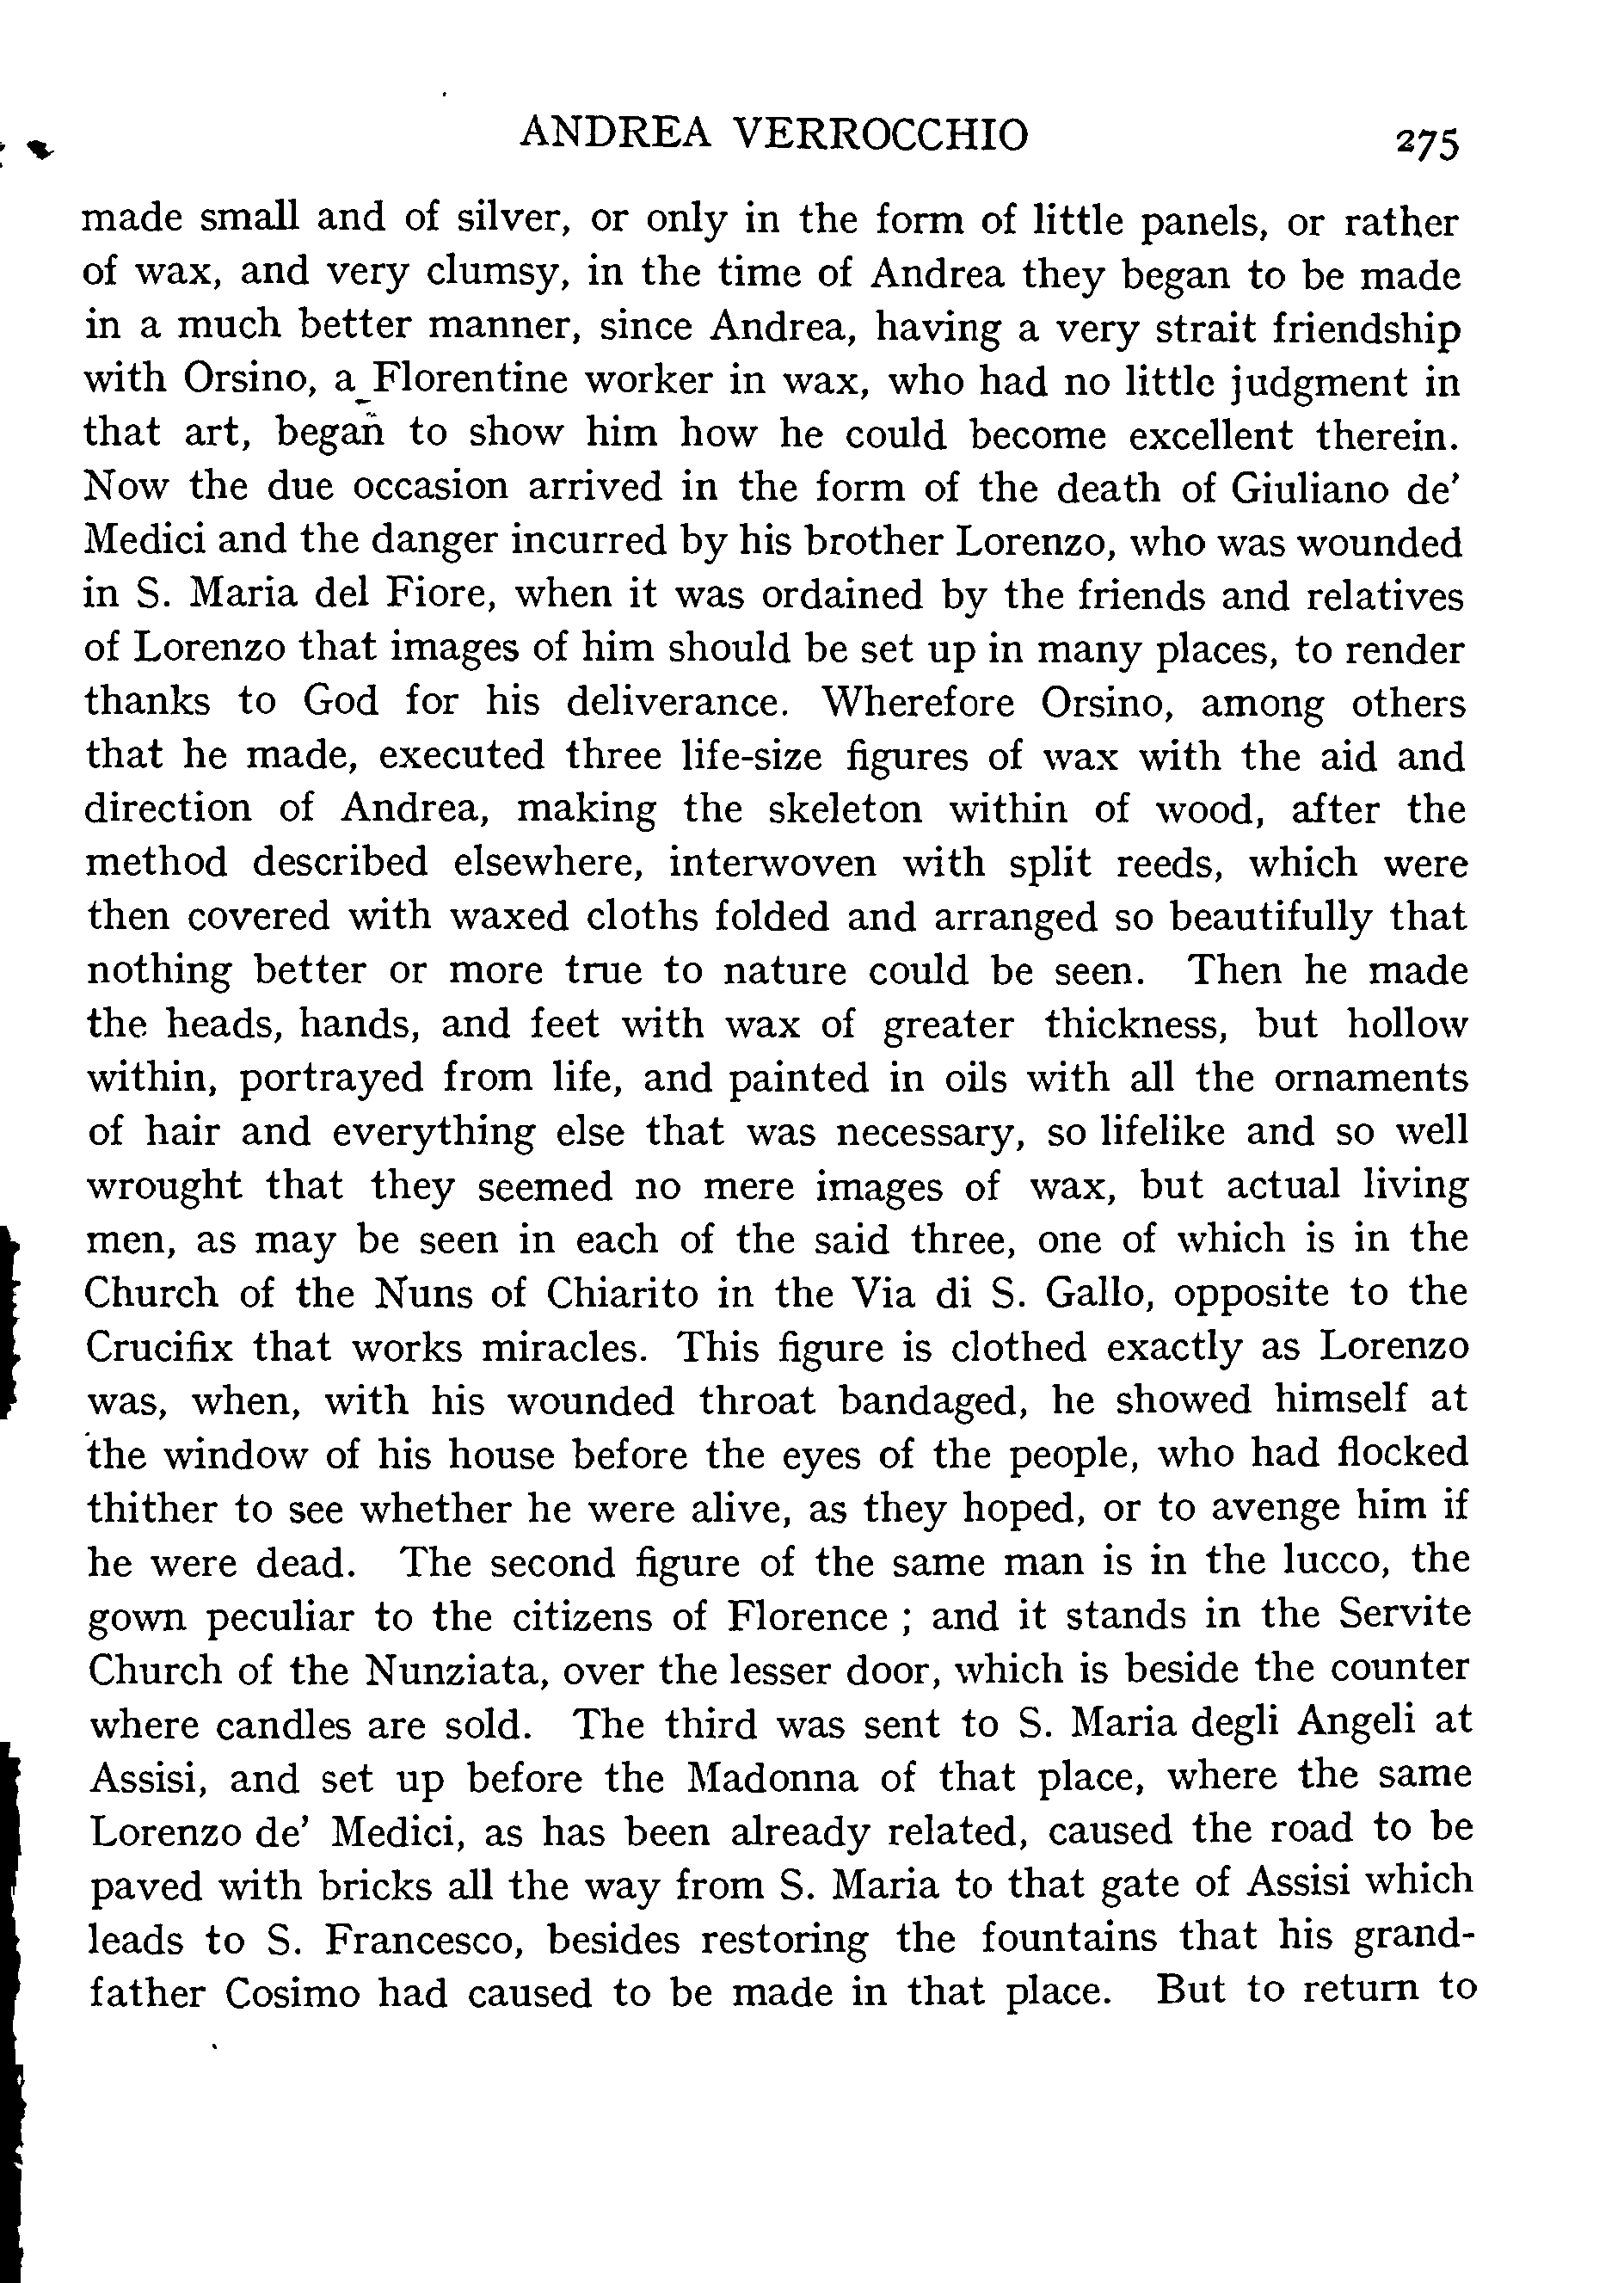 ANDREA VERROCCHIO 275
made small and of silver, or only in the form of little panels, or rather
of wax, and very clumsy, in the time of Andrea they began to be made
in a much better manner, since Andrea, having a very strait friendship
with Orsino, a Florentine worker in wax, who had no little judgment in
that art, began to show him how he could become excellent therein.
Now the due occasion arrived in the form of the death of Giuliano de'
Medici and the danger incurred by his brother Lorenzo, who was wounded
in S. Maria del Fiore, when it was ordained by the friends and relatives
of Lorenzo that images of him should be set up in many places, to render
thanks to God for his deliverance. Wherefore Orsino, among others
that he made, executed three life-size figures of wax with the aid and
direction of Andrea, making the skeleton within of wood, after the
method described elsewhere, interwoven with split reeds, which were
then covered with waxed cloths folded and arranged so beautifully that
nothing better or more true to nature could be seen. Then he made
the heads, hands, and feet with wax of greater thickness, but hollow
within, portrayed from life, and painted in oils with all the ornaments
of hair and everything else that was necessary, so lifelike and so well
wrought that they seemed no mere images of wax, but actual living
men, as may be seen in each of the said three, one of which is in the
Church of the Nuns of Chiarito in the Via di S. Gallo, opposite to the
Crucifix that works miracles. This figure is clothed exactly as Lorenzo
was, when, with his wounded throat bandaged, he showed himself at
the window of his house before the eyes of the people, who had flocked
thither to see whether he were alive, as they hoped, or to avenge him if
he were dead. The second figure of the same man is in the lucco, the
gown peculiar to the citizens of Florence ; and it stands in the Servite
Church of the Nunziata, over the lesser door, which is beside the counter
where candles are sold. The third was sent to S. Maria degli Angeli at
Assisi, and set up before the Madonna of that place, where the same
Lorenzo de' Medici, as has been already related, caused the road to be
paved with bricks all the way from S. Maria to that gate of Assisi which
leads to S. Francesco, besides restoring the fountains that his grand-
father Cosimo had caused to be made in that place. But to return to